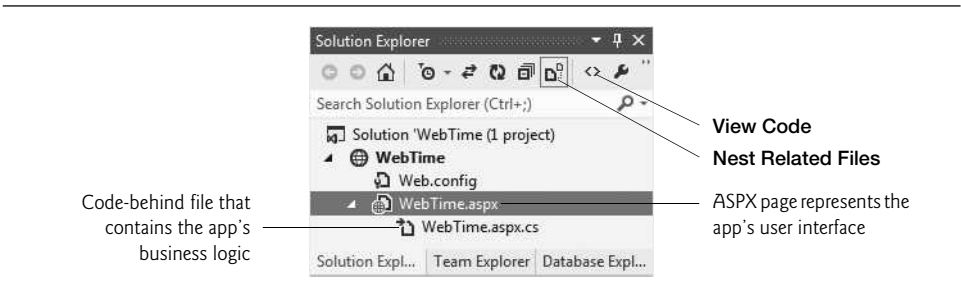 Solution Explorer
Search Solution Explorer (Ctrl+;)
Solution 'WebTime (1 project)
WebTime
Web.config
WebTime.aspx
WebTime.aspx.cs
Solution Expl... Team Explorer Database Expl...
View Code
Nest Related Files
ASPX page represents the
app's user interface
Code-behind file that
contains the app's
business logic